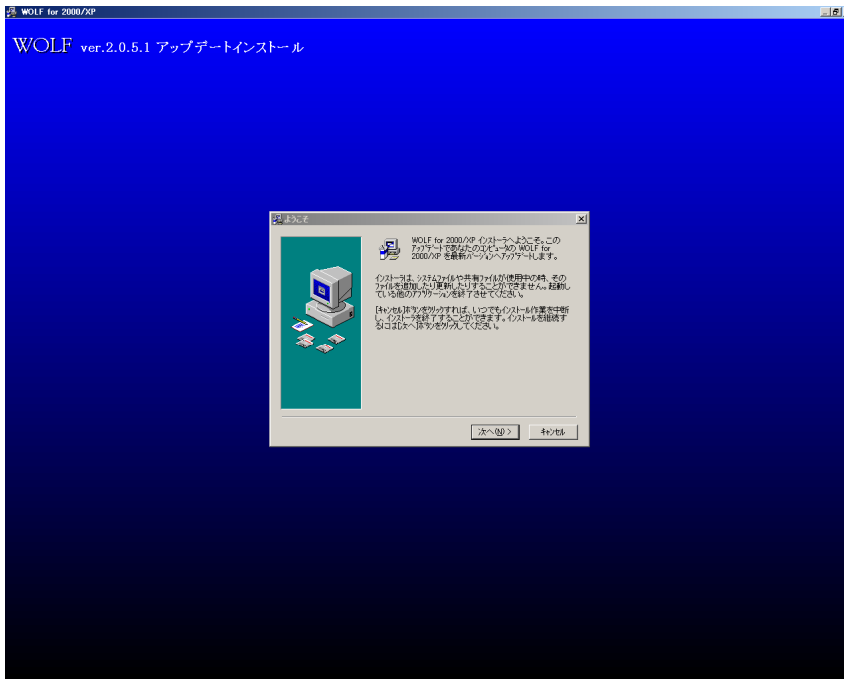 WOLF for 2000/XP
WOLF ver.2.0.5.1 アップデートインストール
ようこそ
WOLF for 2000/XP インストーラへようこそ。この
アップデートであなたのコンピュータの WOLF for
2000/XP を最新バージョンへアップデートします。
インストーラは、システムファイルや共有ファイルが使用中の時、その
ファイルを追加したり更新したりすることができません。起動し
ている他のアプリケーションを終了させてください。
[キャンセル]ボタンをクリックすれば、いつでもインストール作業を中断
し、インストーラを終了することができます。インストールを継続す
るには[次へ]ボタンをクリックしてください。
次へ(N) >
キャンセル